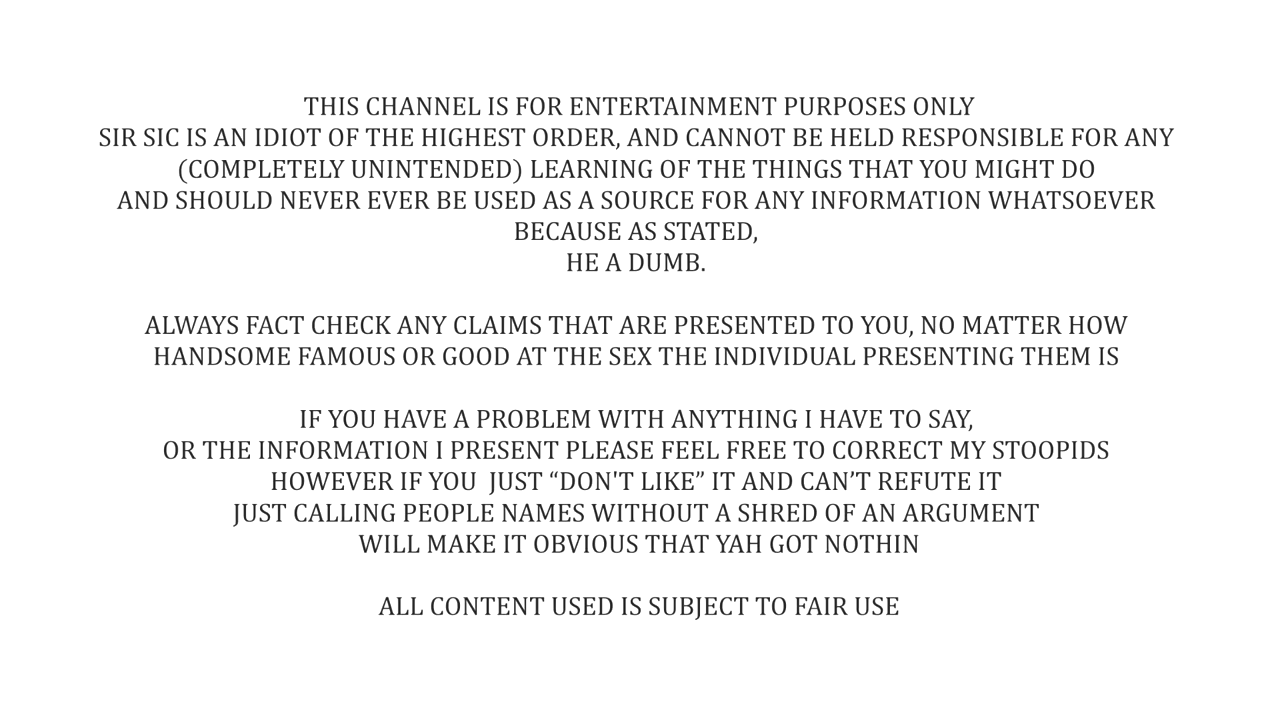 THIS CHANNEL IS FOR ENTERTAINMENT PURPOSES ONLY
SIR SIC IS AN IDIOT OF THE HIGHEST ORDER, AND CANNOT BE HELD RESPONSIBLE FOR ANY
(COMPLETELY UNINTENDED) LEARNING OF THE THINGS THAT YOU MIGHT DO
AND SHOULD NEVER EVER BE USED AS A SOURCE FOR ANY INFORMATION WHATSOEVER
BECAUSE AS STATED,
HE A DUMB.
ALWAYS FACT CHECK ANY CLAIMS THAT ARE PRESENTED TO YOU, NO MATTER HOW
HANDSOME FAMOUS OR GOOD AT THE SEX THE INDIVIDUAL PRESENTING THEM IS
IF YOU HAVE A PROBLEM WITH ANYTHING I HAVE TO SAY,
OR THE INFORMATION I PRESENT PLEASE FEEL FREE TO CORRECT MY STOOPIDS
HOWEVER IF YOU  JUST “DON'T LIKE” IT AND CAN’T REFUTE IT
JUST CALLING PEOPLE NAMES WITHOUT A SHRED OF AN ARGUMENT
WILL MAKE IT OBVIOUS THAT YAH GOT NOTHIN
ALL CONTENT USED IS SUBJECT TO FAIR USE